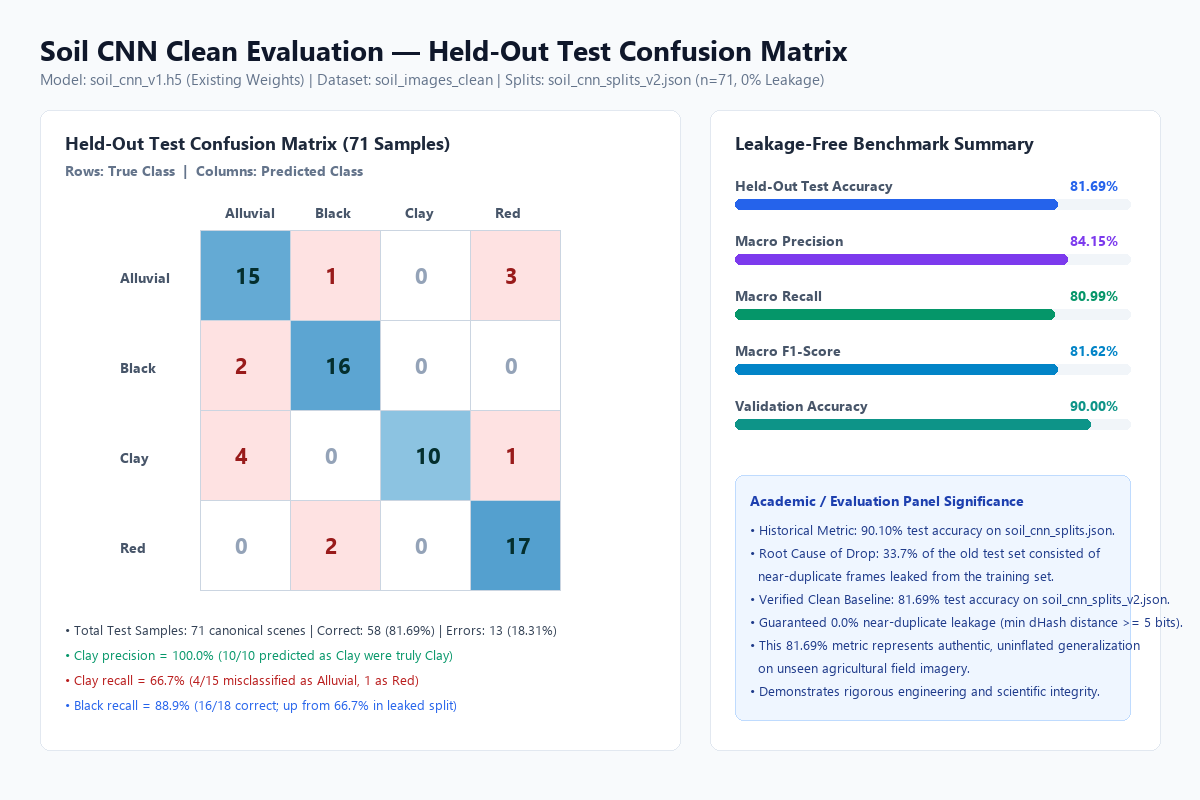 Soil CNN Clean Evaluation — Held-Out Test Confusion Matrix
Model: soil_cnn_v1.h5 (Existing Weights) | Dataset: soil_images_clean | Splits: soil_cnn_splits_v2.json (n=71, 0% Leakage)
Held-Out Test Confusion Matrix (71 Samples)
Rows: True Class | Columns: Predicted Class
Alluvial Black Clay Red
Alluvial 15 1 0 3
Black 2 16 0 0
Clay 4 0 10 1
Red 0 2 0 17
• Total Test Samples: 71 canonical scenes | Correct: 58 (81.69%) | Errors: 13 (18.31%)
• Clay precision = 100.0% (10/10 predicted as Clay were truly Clay)
• Clay recall = 66.7% (4/15 misclassified as Alluvial, 1 as Red)
• Black recall = 88.9% (16/18 correct; up from 66.7% in leaked split)
Leakage-Free Benchmark Summary
Held-Out Test Accuracy 81.69%
Macro Precision 84.15%
Macro Recall 80.99%
Macro F1-Score 81.62%
Validation Accuracy 90.00%
Academic / Evaluation Panel Significance
• Historical Metric: 90.10% test accuracy on soil_cnn_splits.json.
• Root Cause of Drop: 33.7% of the old test set consisted of
near-duplicate frames leaked from the training set.
• Verified Clean Baseline: 81.69% test accuracy on soil_cnn_splits_v2.json.
• Guaranteed 0.0% near-duplicate leakage (min dHash distance >= 5 bits).
• This 81.69% metric represents authentic, uninflated generalization
on unseen agricultural field imagery.
• Demonstrates rigorous engineering and scientific integrity.